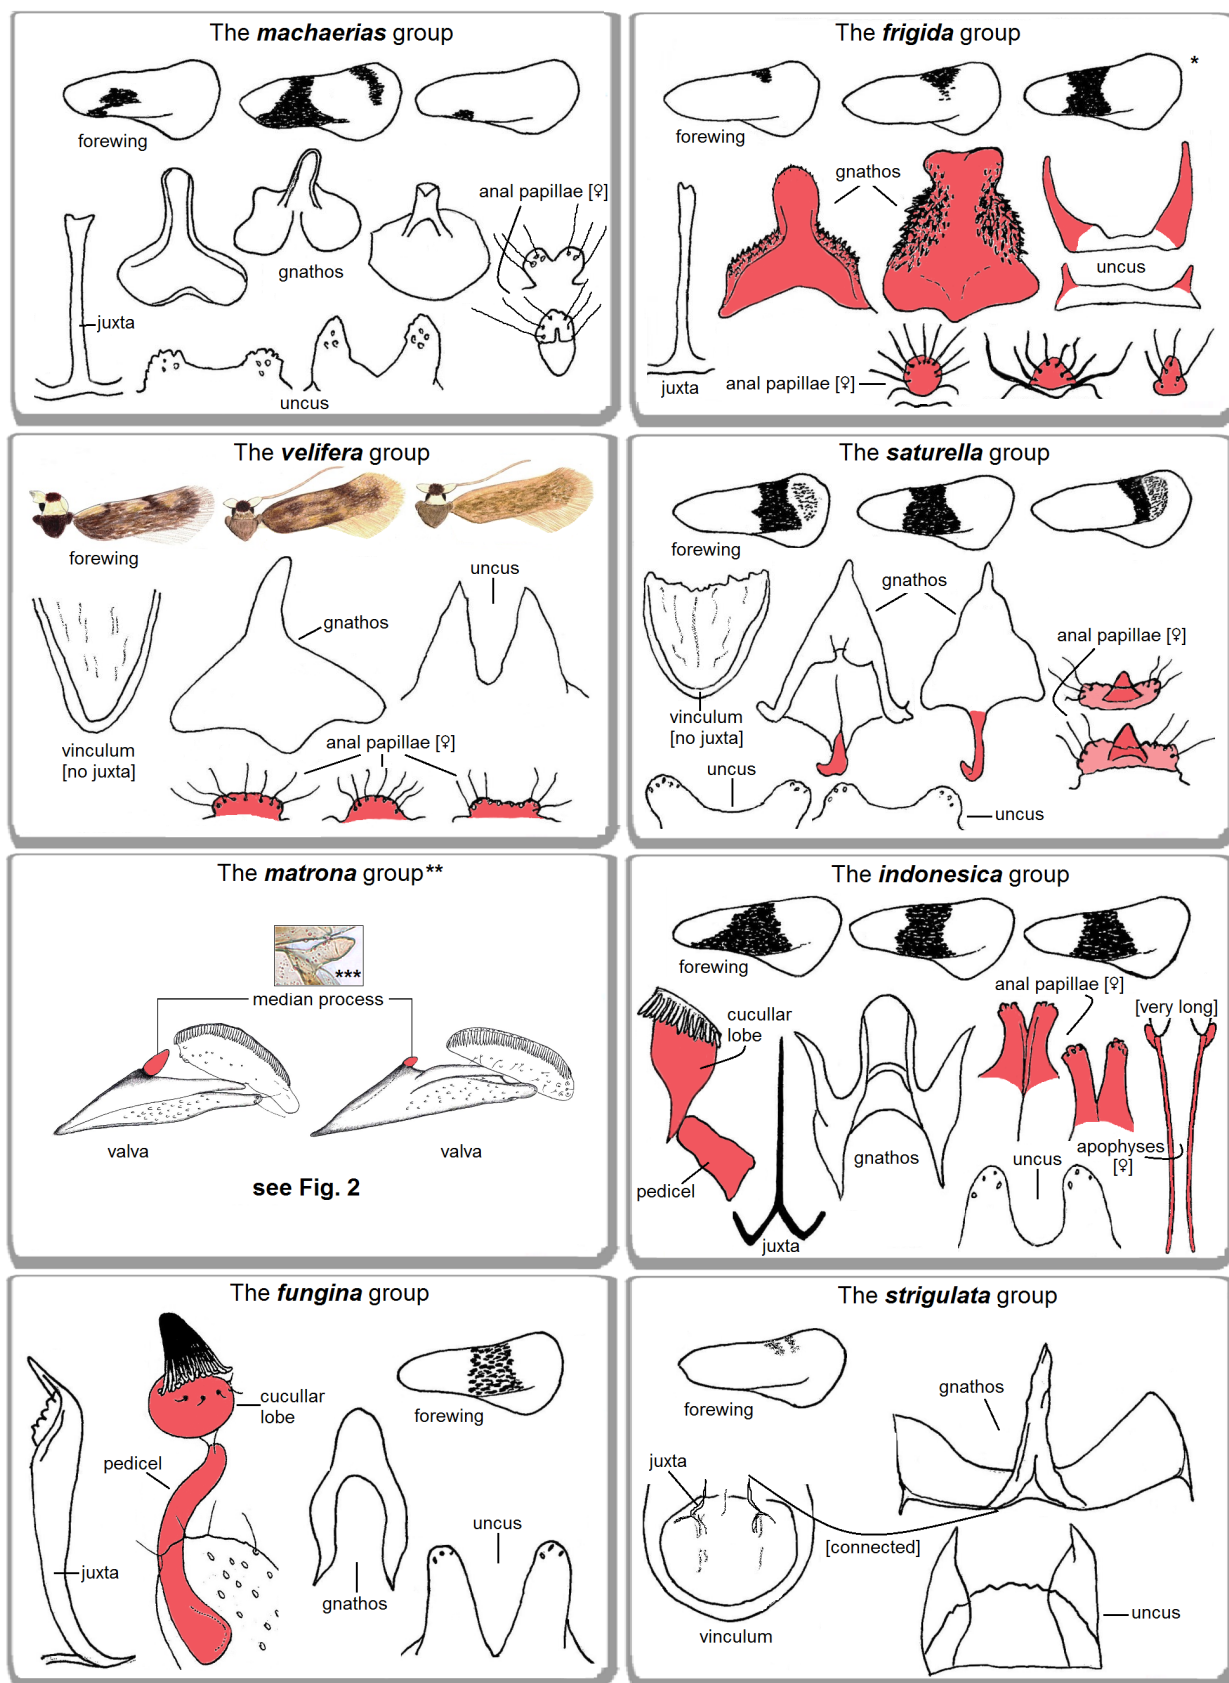 The machaerias group
forewing
anal papillae [♀]
gnathos
juxta
uncus
The frigida group
*
forewing
gnathos
uncus
juxta
anal papillae [♀]
The velifera group
forewing
uncus
gnathos
vinculum
[no juxta]
anal papillae [♀]
The saturella group
forewing
gnathos
anal papillae [♀]
vinculum
[no juxta]
uncus
uncus
The matrona group**
***
median process
valva
valva
see Fig. 2
The indonesica group
forewing
anal papillae [♀]
cucullar
lobe
[very long]
gnathos
uncus
apophyses
[♀]
pedicel
juxta
The fungina group
cucullar
lobe
forewing
pedicel
uncus
juxta
gnathos
The strigulata group
forewing
gnathos
juxta
[connected]
uncus
vinculum